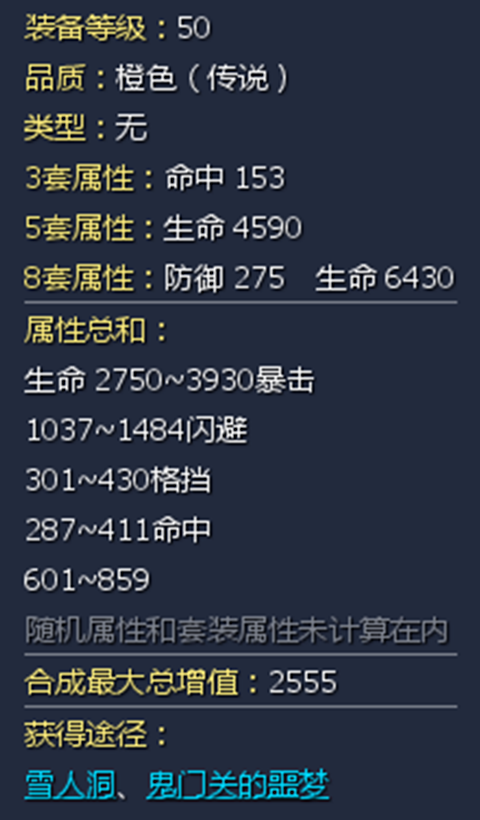 装备等级：50
品质：橙色（传说）
类型：无
3套属性：命中 153
5套属性：生命 4590
8套属性：防御 275 生命 6430
属性总和：
生命 2750~3930暴击
1037~1484闪避
301~430格挡
287~411命中
601~859
随机属性和套装属性未计算在内
合成最大总增值：2555
获得途径：
雪人洞、鬼门关的噩梦